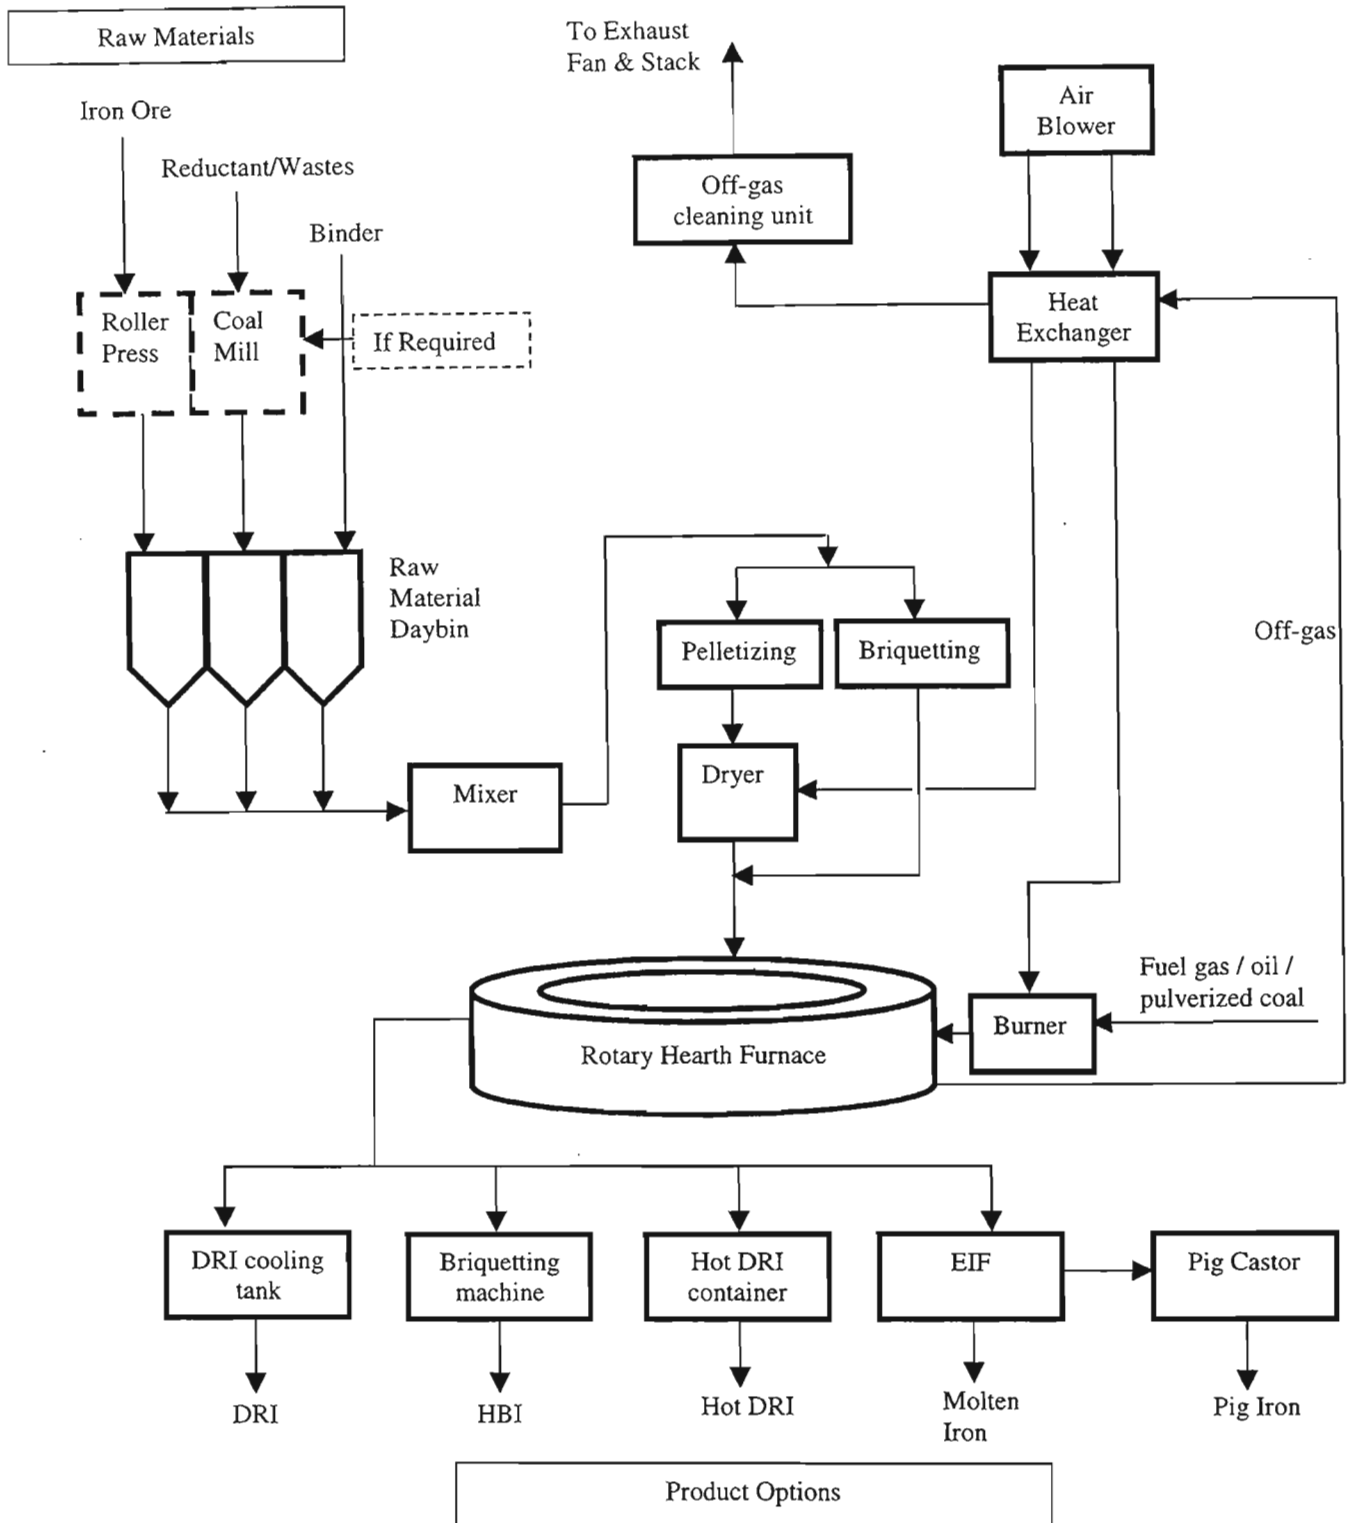 Raw Materials
To Exhaust
Fan & Stack
Air
Blower
Iron Ore
Reductant/Wastes
Binder
Off-gas
cleaning unit
Roller
Press
Coal
Mill
If Required
Heat
Exchanger
Raw
Material
Daybin
Pelletizing
Briquetting
Off-gas
Dryer
Mixer
Fuel gas / oil /
pulverized coal
Burner
Rotary Hearth Furnace
DRI cooling
tank
Briquetting
machine
Hot DRI
container
EIF
Pig Castor
DRI
HBI
Hot DRI
Molten
Iron
Pig Iron
Product Options